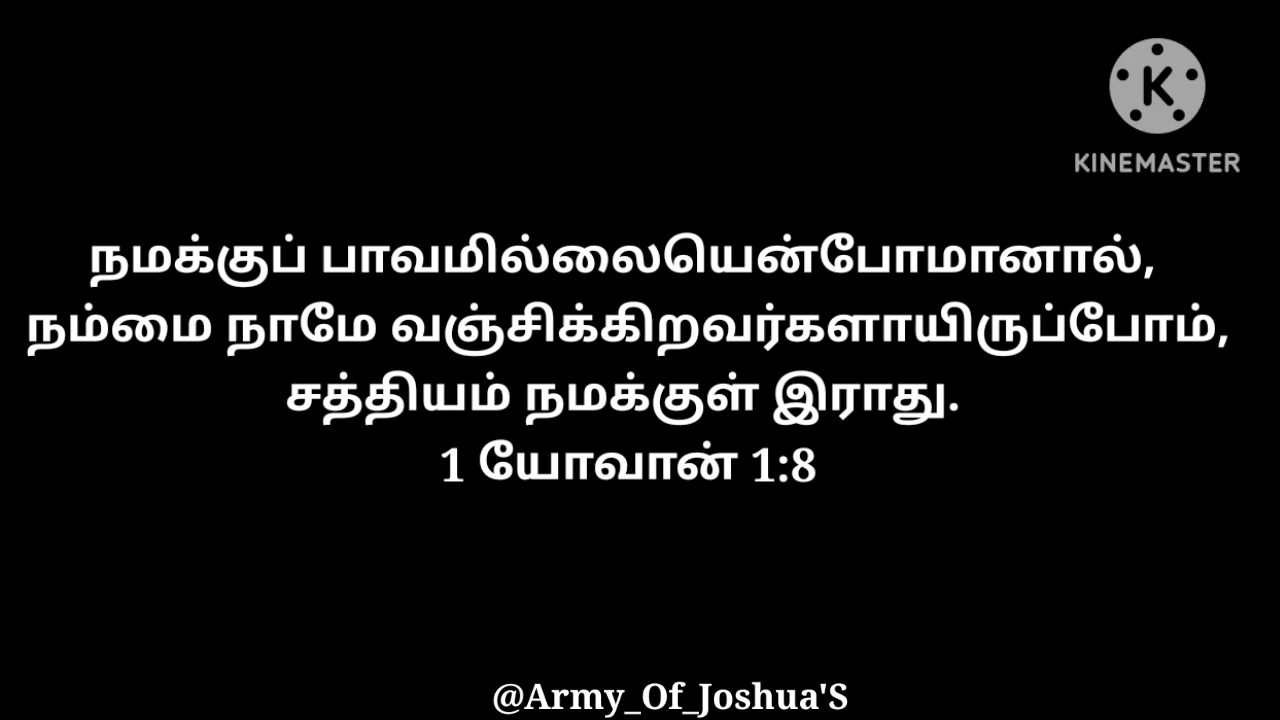 K
KINEMASTER
நமக்குப் பாவமில்லையென்போமானால்,
நம்மை நாமே வஞ்சிக்கிறவர்களாயிருப்போம்,
சத்தியம் நமக்குள் இராது.
1 யோவான் 1:8
@Army_Of_Joshua'S